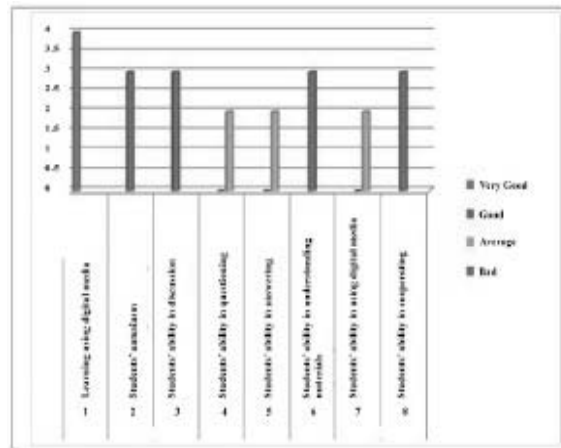 4
3.5
3
2.5
2
1.5
1
0.5
0
Learning using digital media
Students'
Students' ability in discussion
Students' ability in questioning
Students' ability in answering
Students' ability in understanding
materials
Students' ability in using digital media
Students' ability in cooperating
1
2
3
4
5
6
7
8
Very Good
Good
Average
Bad